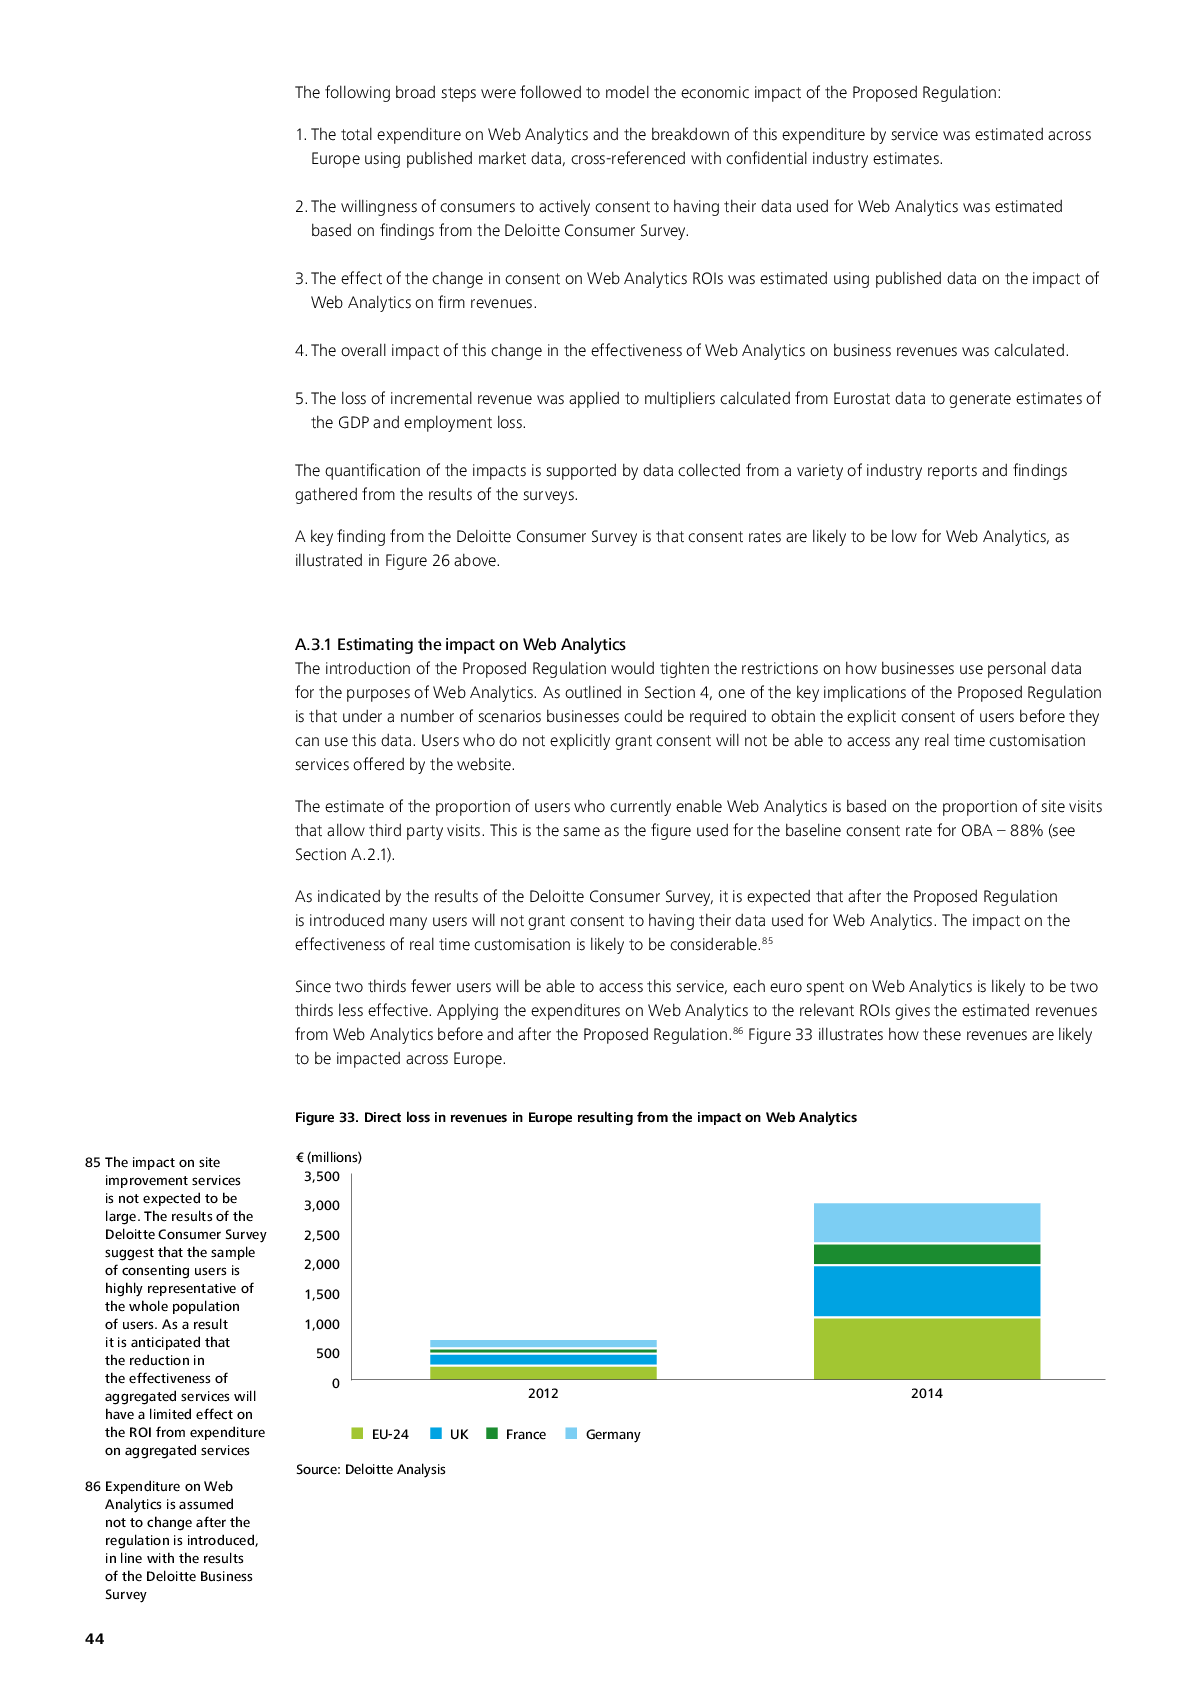 The following broad steps were followed to model the economic impact of the Proposed Regulation:
1. The total expenditure on Web Analytics and the breakdown of this expenditure by service was estimated across
Europe using published market data, cross-referenced with confidential industry estimates.
2. The willingness of consumers to actively consent to having their data used for Web Analytics was estimated
based on findings from the Deloitte Consumer Survey.
3. The effect of the change in consent on Web Analytics ROIs was estimated using published data on the impact of
Web Analytics on firm revenues.
4. The overall impact of this change in the effectiveness of Web Analytics on business revenues was calculated.
5. The loss of incremental revenue was applied to multipliers calculated from Eurostat data to generate estimates of
the GDP and employment loss.
The quantification of the impacts is supported by data collected from a variety of industry reports and findings
gathered from the results of the surveys.
A key finding from the Deloitte Consumer Survey is that consent rates are likely to be low for Web Analytics, as
illustrated in Figure 26 above.
A.3.1 Estimating the impact on Web Analytics
The introduction of the Proposed Regulation would tighten the restrictions on how businesses use personal data
for the purposes of Web Analytics. As outlined in Section 4, one of the key implications of the Proposed Regulation
is that under a number of scenarios businesses could be required to obtain the explicit consent of users before they
can use this data. Users who do not explicitly grant consent will not be able to access any real time customisation
services offered by the website.
The estimate of the proportion of users who currently enable Web Analytics is based on the proportion of site visits
that allow third party visits. This is the same as the figure used for the baseline consent rate for OBA – 88% (see
Section A.2.1).
As indicated by the results of the Deloitte Consumer Survey, it is expected that after the Proposed Regulation
is introduced many users will not grant consent to having their data used for Web Analytics. The impact on the
effectiveness of real time customisation is likely to be considerable.85
Since two thirds fewer users will be able to access this service, each euro spent on Web Analytics is likely to be two
thirds less effective. Applying the expenditures on Web Analytics to the relevant ROIs gives the estimated revenues
from Web Analytics before and after the Proposed Regulation.86 Figure 33 illustrates how these revenues are likely
to be impacted across Europe.
Figure 33. Direct loss in revenues in Europe resulting from the impact on Web Analytics
€ (millions)
3,500
3,000
2,500
2,000
1,500
1,000
500
0
2012 2014
EU-24 UK France Germany
Source: Deloitte Analysis
85 The impact on site
improvement services
is not expected to be
large. The results of the
Deloitte Consumer Survey
suggest that the sample
of consenting users is
highly representative of
the whole population
of users. As a result
it is anticipated that
the reduction in
the effectiveness of
aggregated services will
have a limited effect on
the ROI from expenditure
on aggregated services
86 Expenditure on Web
Analytics is assumed
not to change after the
regulation is introduced,
in line with the results
of the Deloitte Business
Survey
44